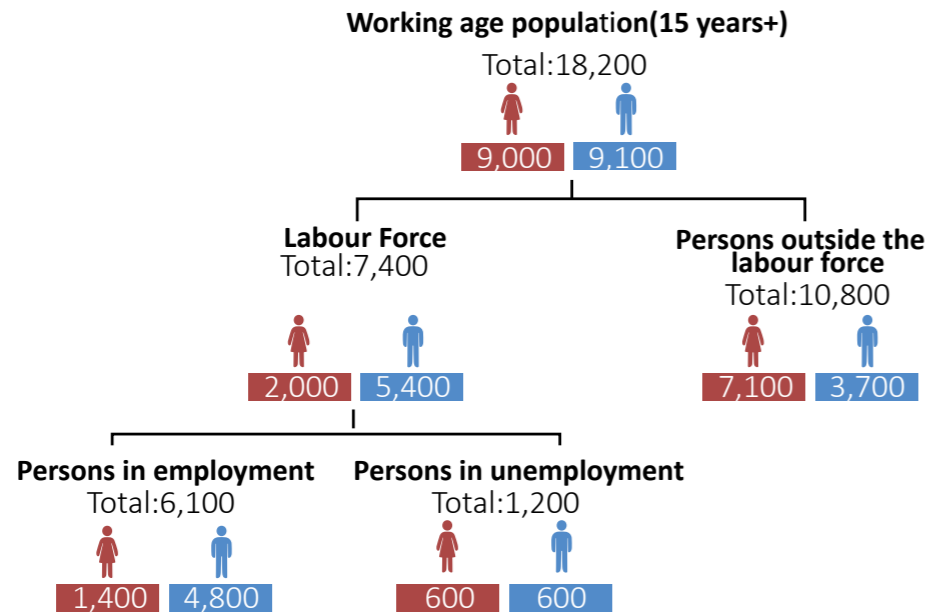 Working age population(15 years+)
Total:18,200
9,000 9,100
Labour Force
Total:7,400
2,000 5,400
Persons outside the
labour force
Total:10,800
7,100 3,700
Persons in employment
Total:6,100
1,400 4,800
Persons in unemployment
Total:1,200
600 600